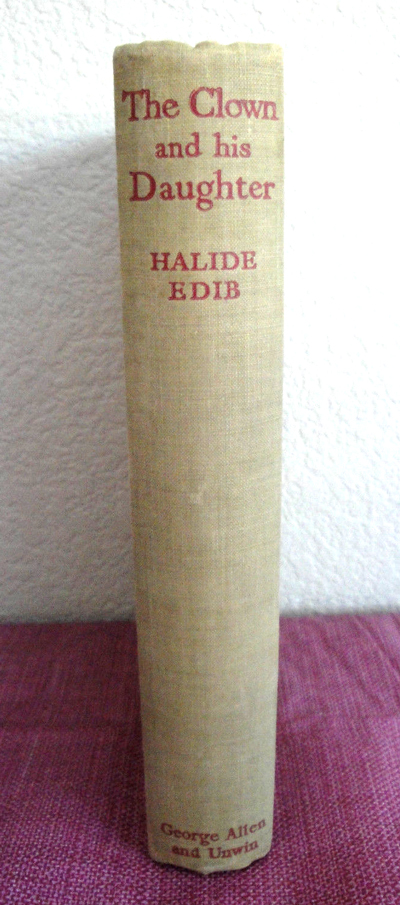 The Clown
and his
Daughter
HALIDE
EDIB
George Allen
and Unwin